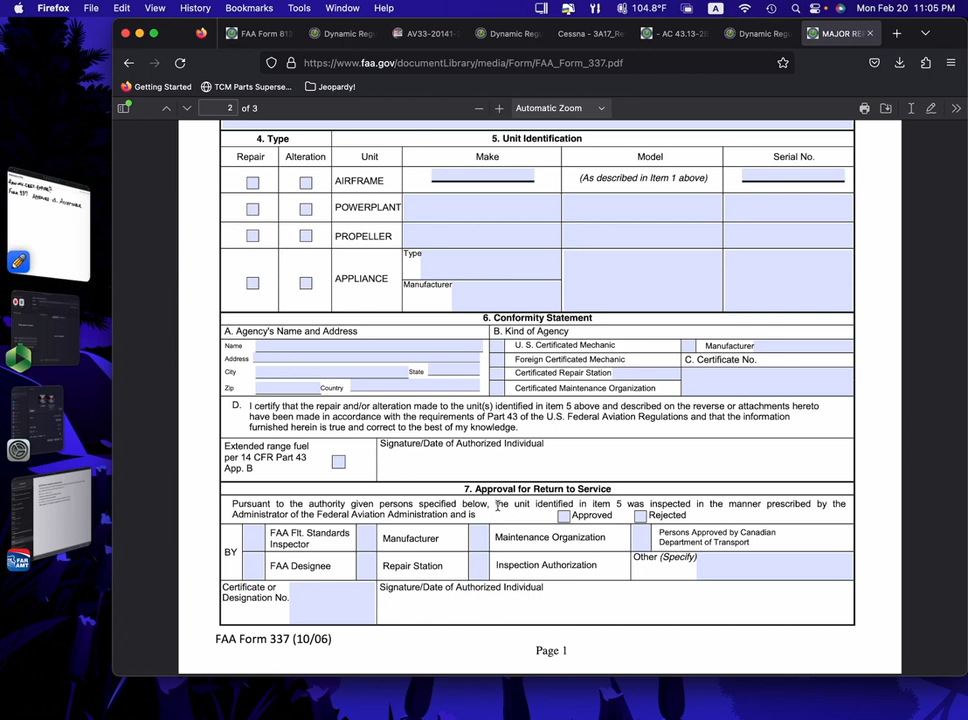 Firefox File Edit View History Bookmarks Tools Window Help 104.8°F A Mon Feb 20 11:05 PM
FAA Form 813 Dynamic Regu AV33-20141- Dynamic Regu Cessna - 3A17_Re - AC 43.13-2B Dynamic Reg MAJOR RE
https://www.faa.gov/documentLibrary/media/Form/FAA_Form_337.pdf
Getting Started TCM Parts Superse... Jeopardy!
2 of 3 Automatic Zoom
4. Type 5. Unit Identification
Repair Alteration Unit Make Model Serial No.
AIRFRAME (As described in Item 1 above)
POWERPLANT
PROPELLER
Type
APPLIANCE
Manufacturer
6. Conformity Statement
A. Agency's Name and Address B. Kind of Agency
Name U. S. Certificated Mechanic Manufacturer
Address Foreign Certificated Mechanic C. Certificate No.
City State Certificated Repair Station
Zip Country Certificated Maintenance Organization
D. I certify that the repair and/or alteration made to the unit(s) identified in item 5 above and described on the reverse or attachments hereto
have been made in accordance with the requirements of Part 43 of the U.S. Federal Aviation Regulations and that the information
furnished herein is true and correct to the best of my knowledge.
Extended range fuel
per 14 CFR Part 43
App. B
Signature/Date of Authorized Individual
7. Approval for Return to Service
Pursuant to the authority given persons specified below, the unit identified in item 5 was inspected in the manner prescribed by the
Administrator of the Federal Aviation Administration and is Approved Rejected
BY
FAA Flt. Standards
Inspector
Manufacturer
Maintenance Organization
Persons Approved by Canadian
Department of Transport
FAA Designee Repair Station Inspection Authorization Other (Specify)
Certificate or
Designation No.
Signature/Date of Authorized Individual
FAA Form 337 (10/06)
Page 1
Form 337 Approved vs. Acceptable
FAR
AMT